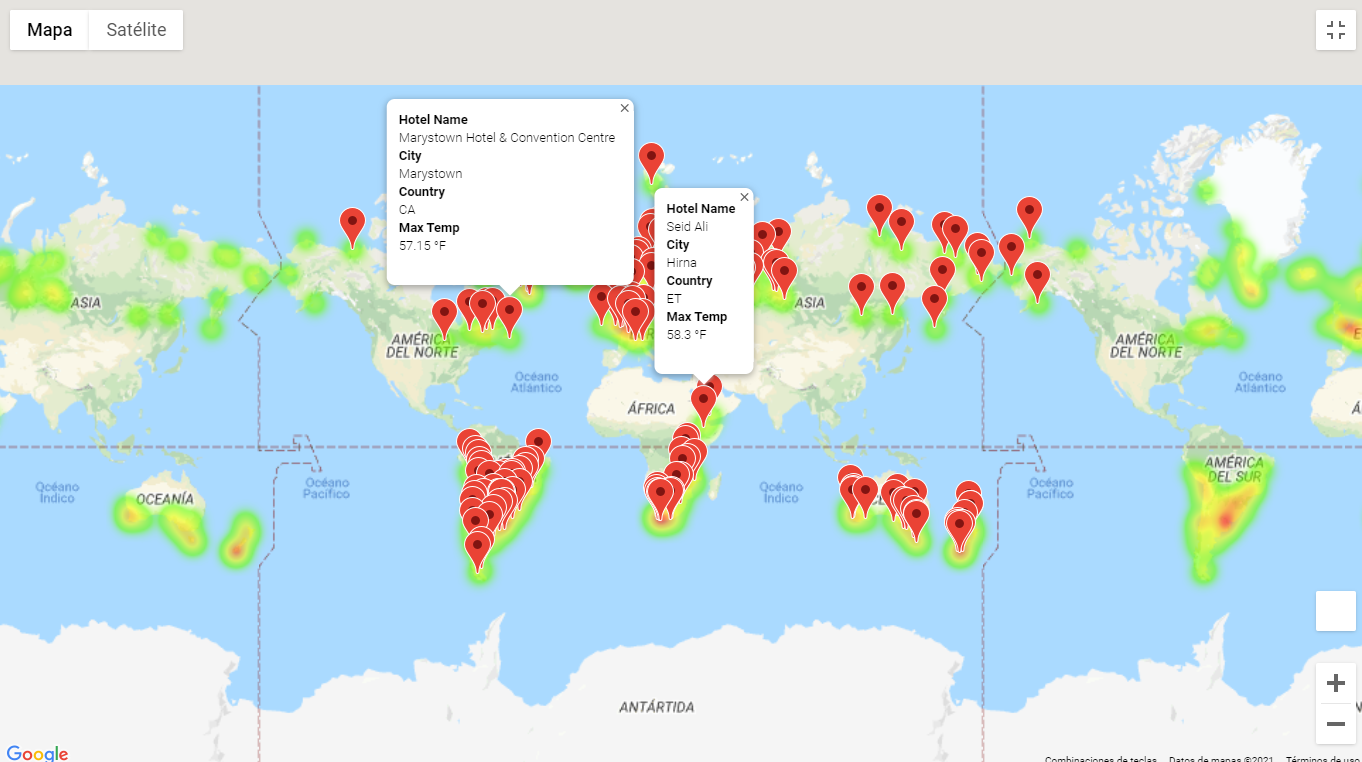 Mapa
Satélite
Hotel Name
Marystown Hotel & Convention Centre
City
Marystown
Country
CA
Max Temp
57.15 °F
Hotel Name
Seid Ali
City
Hirna
Country
ET
Max Temp
58.3 °F
ASIA
ASIA
AMÉRICA
DEL NORTE
AMÉRICA
DEL NORTE
Océano
Atlántico
Océano
Atlántico
ÁFRICA
Océano
Índico
OCEANÍA
Océano
Pacífico
Océano
Índico
Océano
Pacífico
AMÉRICA
DEL SUR
ANTÁRTIDA
Google
Combinaciones de teclas
Datos de mapas ©2021
Términos de uso